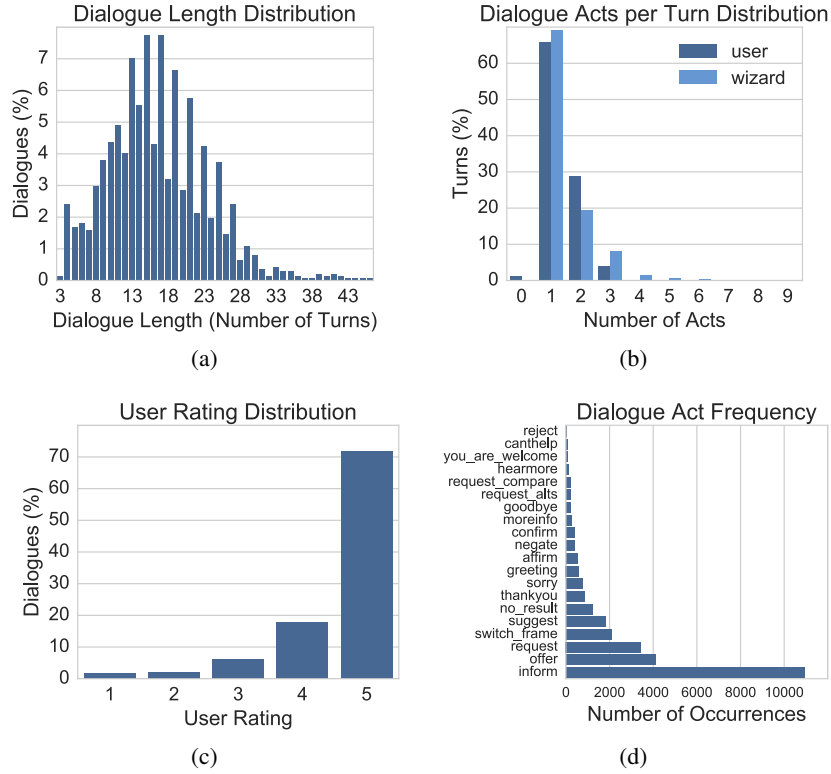 Dialogue Length Distribution
7
6
5
4
3
2
1
0
Dialogues (%)
3 8 13 18 23 28 33 38 43
Dialogue Length (Number of Turns)
(a)
Dialogue Acts per Turn Distribution
user
wizard
60
50
40
30
20
10
0
Turns (%)
0 1 2 3 4 5 6 7 8 9
Number of Acts
(b)
User Rating Distribution
70
60
50
40
30
20
10
0
Dialogues (%)
1 2 3 4 5
User Rating
(c)
Dialogue Act Frequency
reject
canthelp
you_are_welcome
hearmore
request_compare
request_alts
goodbye
moreinfo
confirm
negate
affirm
greeting
sorry
thankyou
no_result
suggest
switch_frame
request
offer
inform
0 2000 4000 6000 8000 10000
Number of Occurrences
(d)